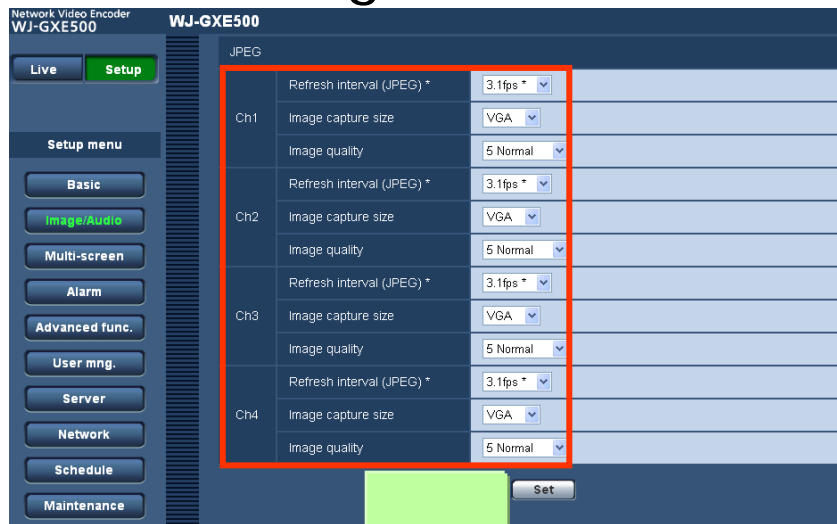 Network Video Encoder
WJ-GXE500
WJ-GXE500
Live
Setup
Setup menu
Basic
Image/Audio
Multi-screen
Alarm
Advanced func.
User mng.
Server
Network
Schedule
Maintenance
JPEG
Ch1
Refresh interval (JPEG) * 3.1fps *
Image capture size VGA
Image quality 5 Normal
Ch2
Refresh interval (JPEG) * 3.1fps *
Image capture size VGA
Image quality 5 Normal
Ch3
Refresh interval (JPEG) * 3.1fps *
Image capture size VGA
Image quality 5 Normal
Ch4
Refresh interval (JPEG) * 3.1fps *
Image capture size VGA
Image quality 5 Normal
Set